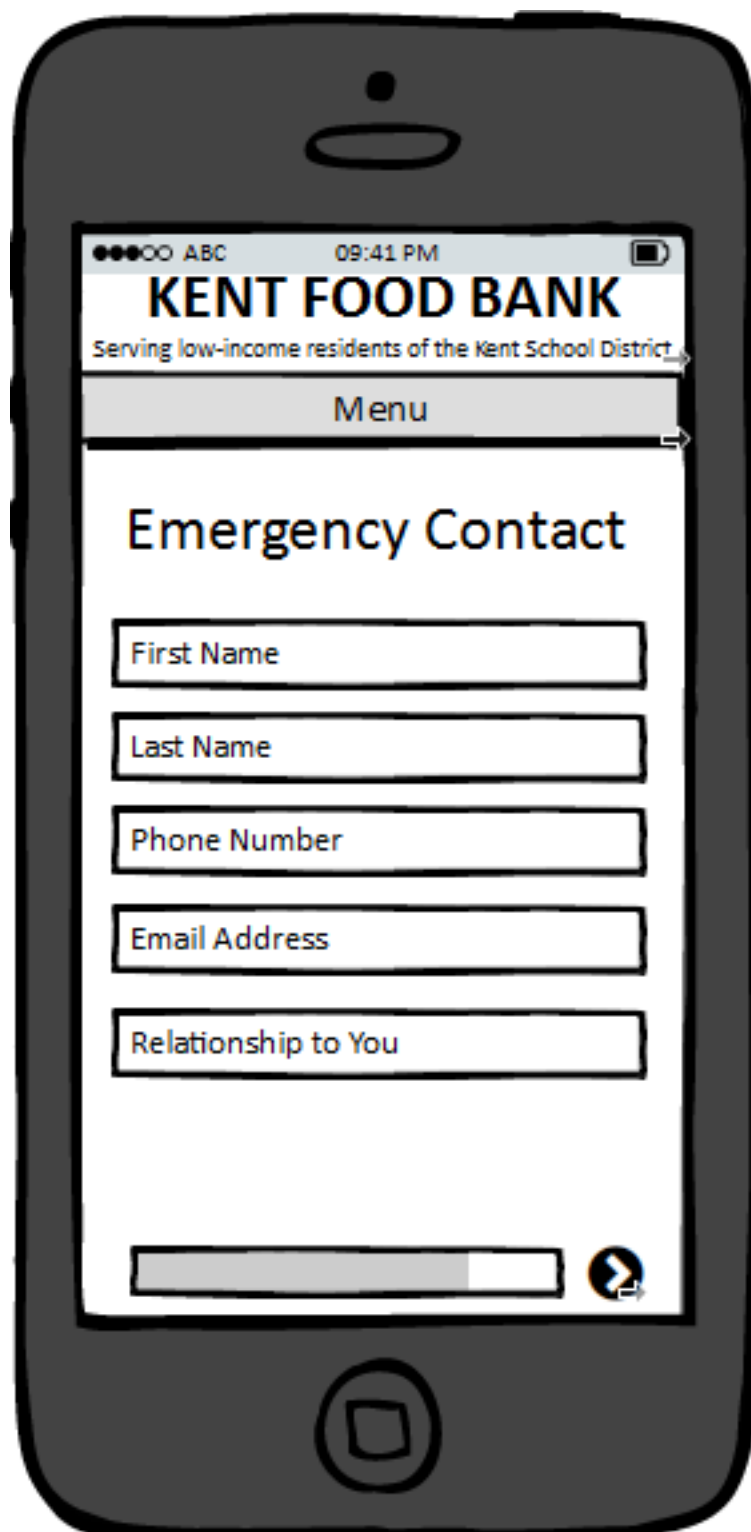 ABC 09:41 PM
KENT FOOD BANK
Serving low-income residents of the Kent School District
Menu
Emergency Contact
First Name
Last Name
Phone Number
Email Address
Relationship to You